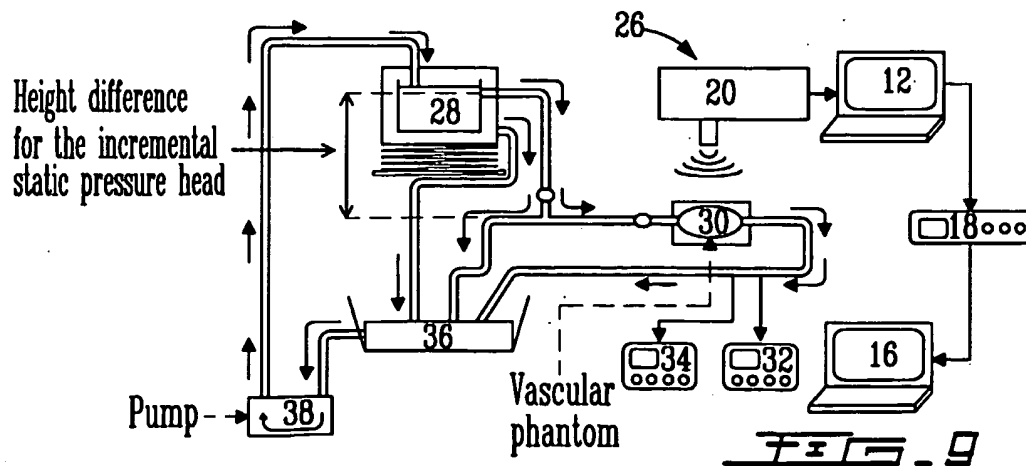 26
Height difference
for the incremental
static pressure head
28
20
12
30
18
36
34
32
16
Pump
38
Vascular
phantom
FIG. 9